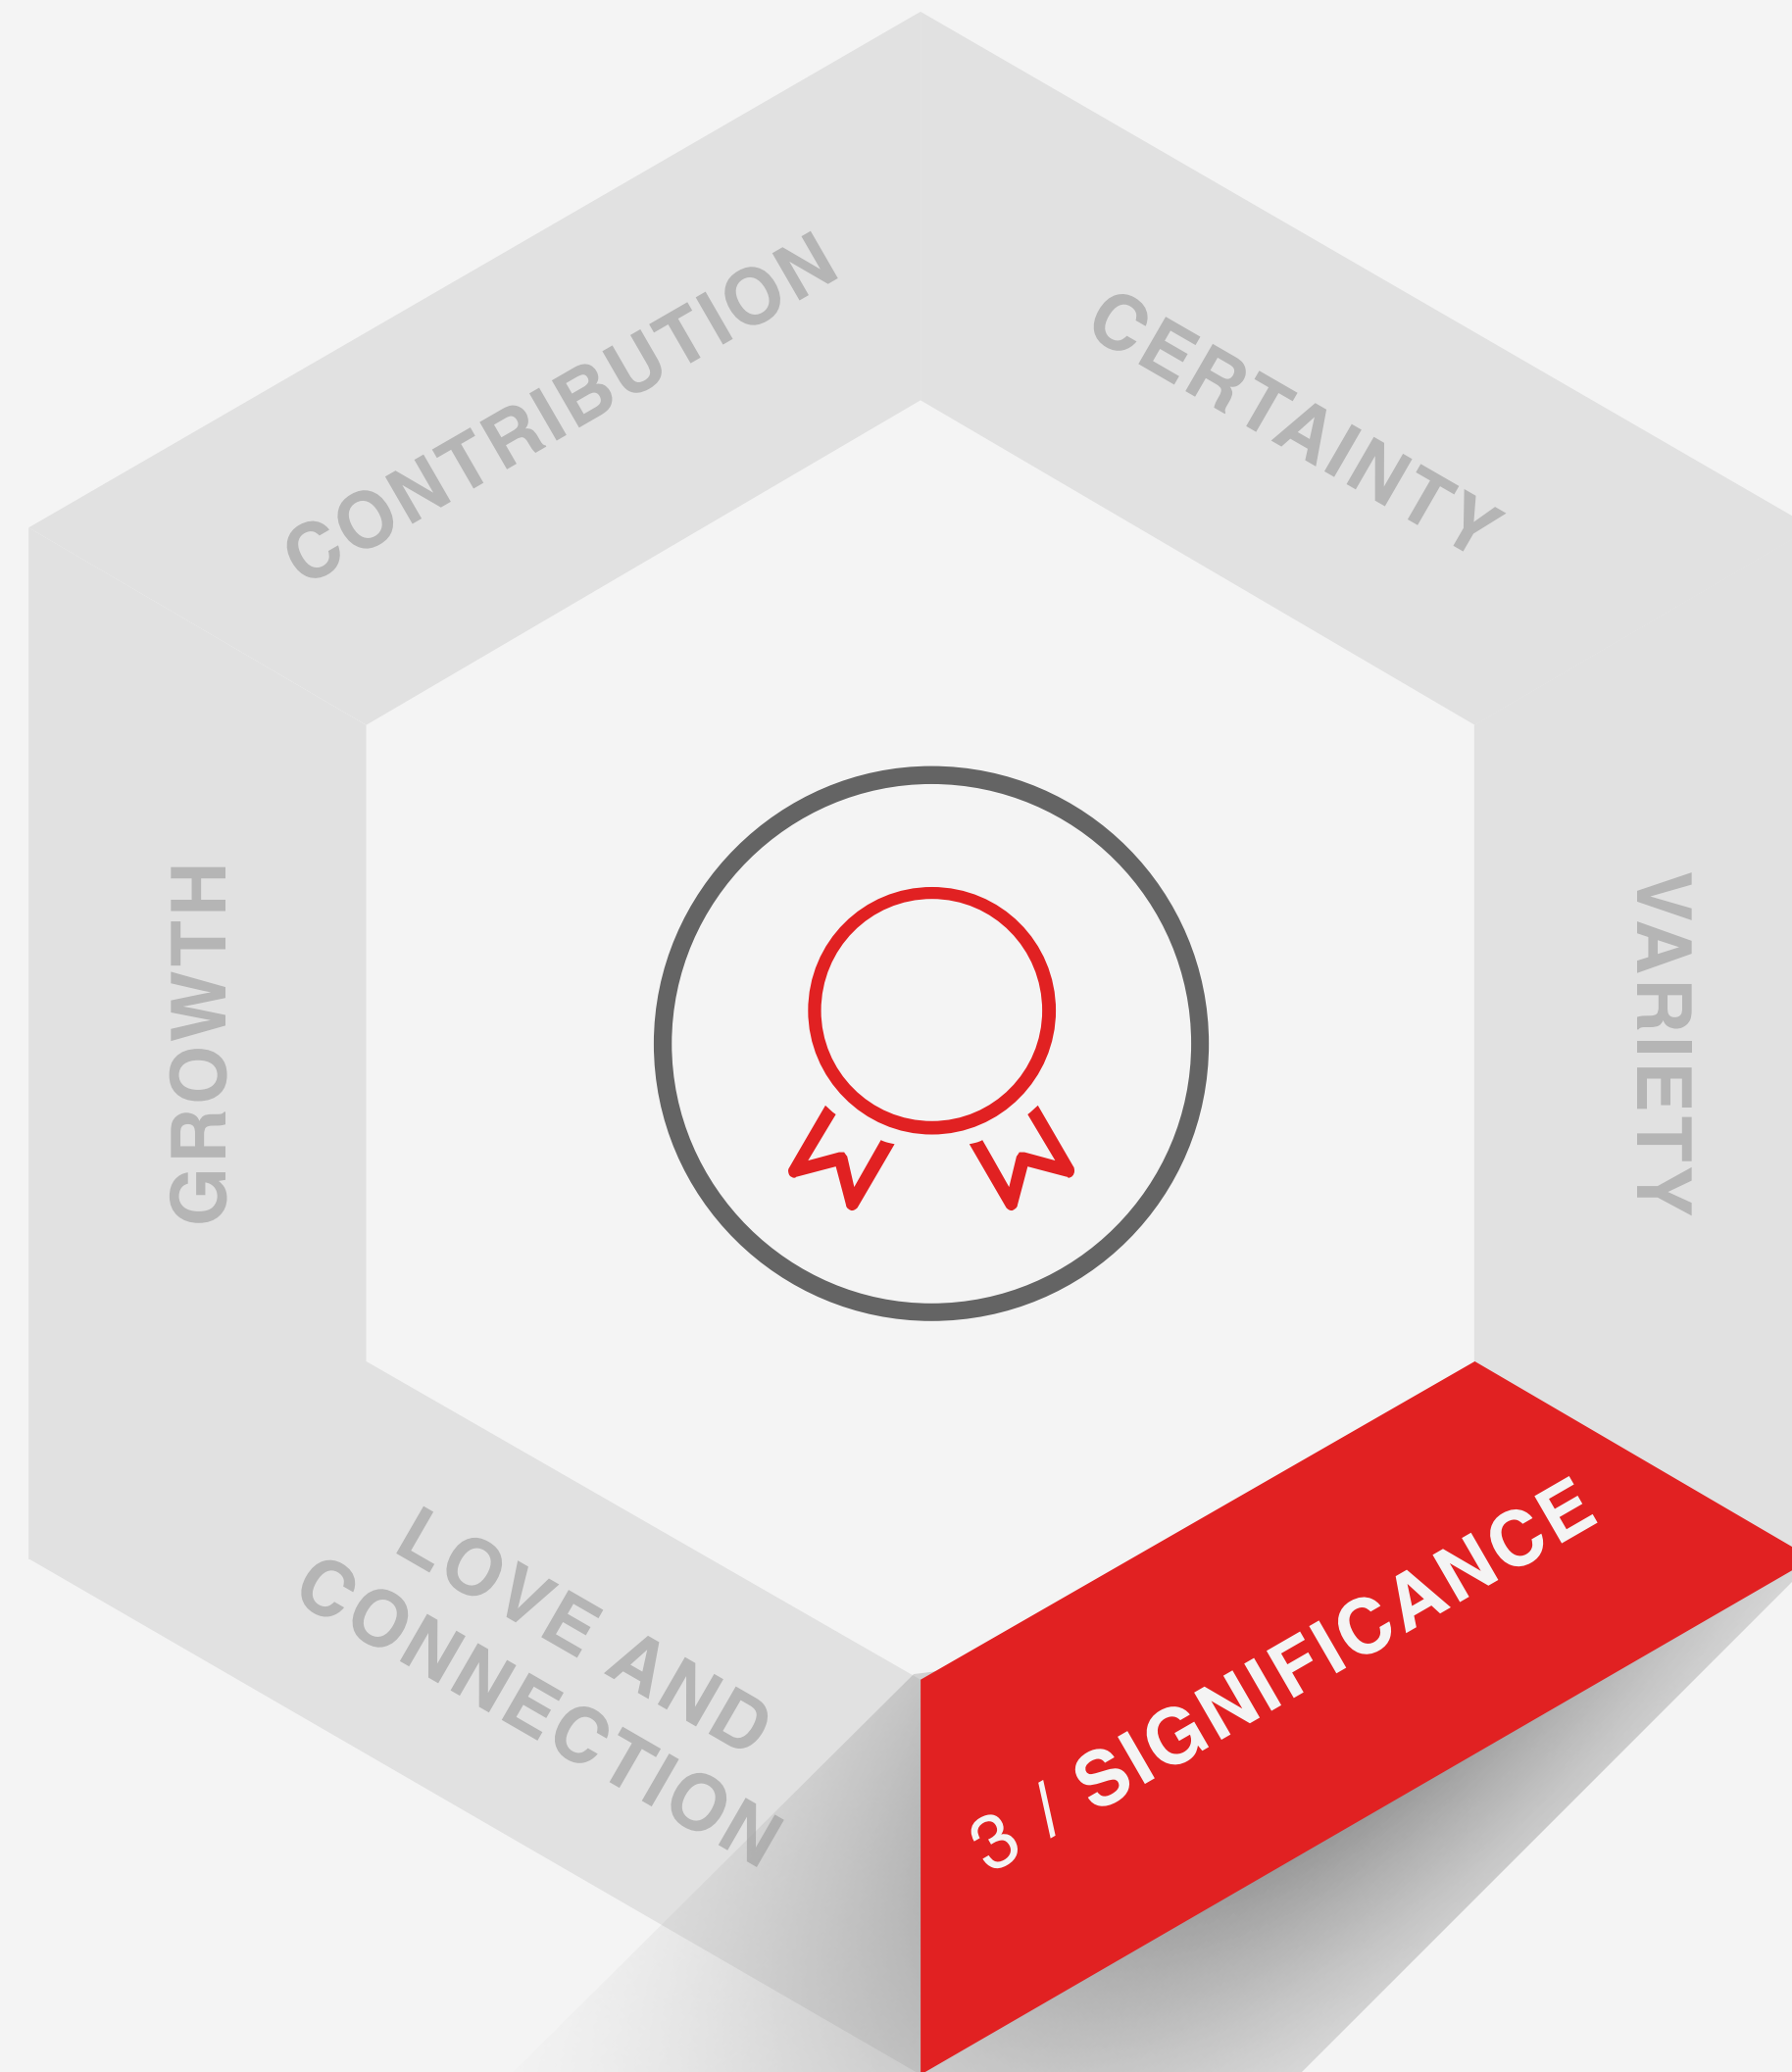 CONTRIBUTION
CERTAINTY
GROWTH
VARIETY
LOVE AND
CONNECTION
3 / SIGNIFICANCE